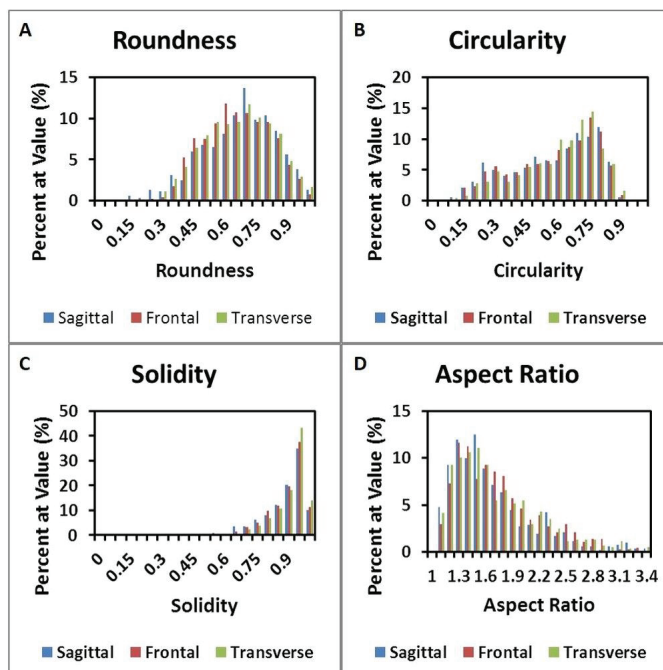 A
Roundness
Percent at Value (%)
15
10
5
0
0
0.15
0.3
0.45
0.6
0.75
0.9
Roundness
Sagittal Frontal Transverse
B
Circularity
Percent at Value (%)
20
15
10
5
0
0
0.15
0.3
0.45
0.6
0.75
0.9
Circularity
Sagittal Frontal Transverse
C
Solidity
Percent at Value (%)
50
40
30
20
10
0
0
0.15
0.3
0.45
0.6
0.75
0.9
Solidity
Sagittal Frontal Transverse
D
Aspect Ratio
Percent at Value (%)
15
10
5
0
1 1.3 1.6 1.9 2.2 2.5 2.8 3.1 3.4
Aspect Ratio
Sagittal Frontal Transverse